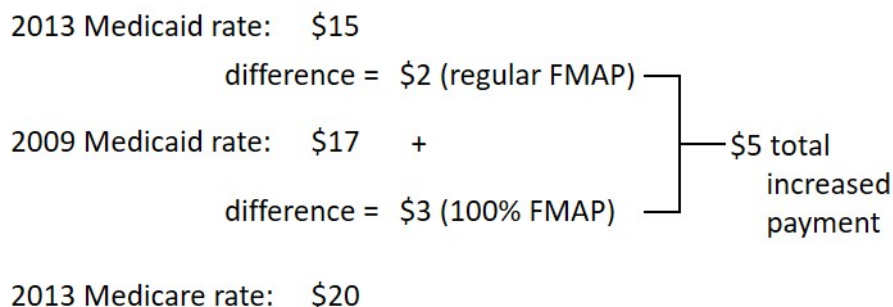 2013 Medicaid rate: $15
difference = $2 (regular FMAP)
2009 Medicaid rate: $17 +
$5 total
increased
payment
difference = $3 (100% FMAP)
2013 Medicare rate: $20